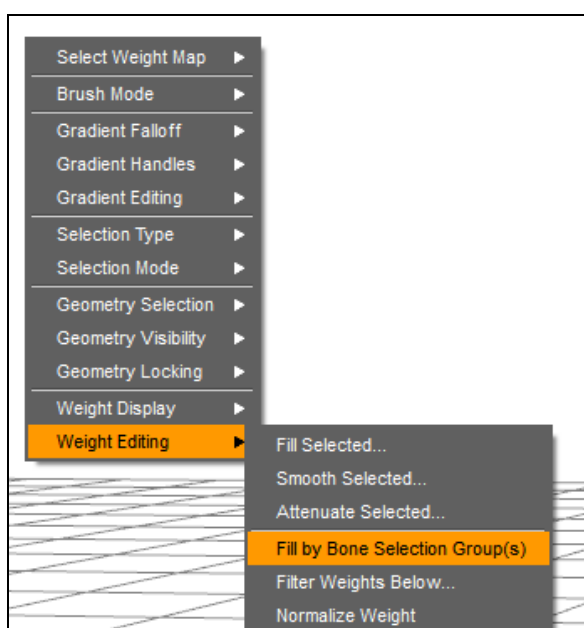 Select Weight Map
Brush Mode
Gradient Falloff
Gradient Handles
Gradient Editing
Selection Type
Selection Mode
Geometry Selection
Geometry Visibility
Geometry Locking
Weight Display
Weight Editing
Fill Selected...
Smooth Selected...
Attenuate Selected...
Fill by Bone Selection Group(s)
Filter Weights Below...
Normalize Weight